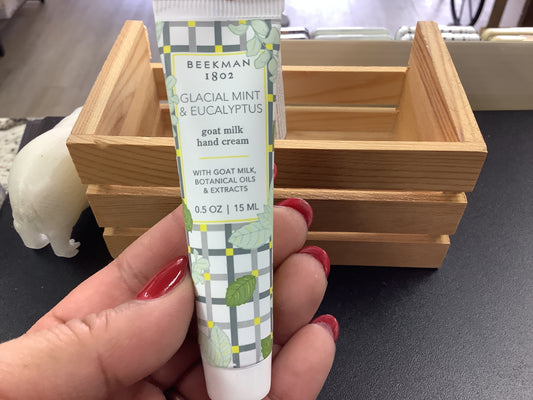 BEEKMAN
1802
GLACIAL MINT
& EUCALYPTUS
goat milk
hand cream
WITH GOAT MILK,
BOTANICAL OILS
& EXTRACTS
0.5 OZ | 15 ML